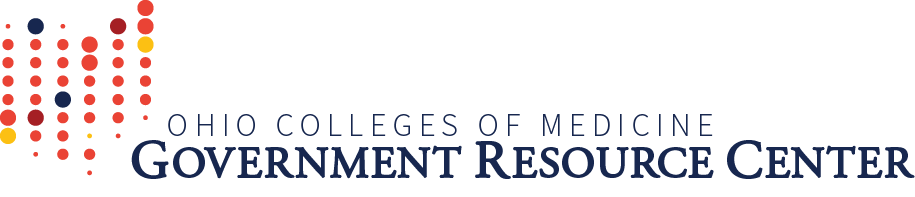 OHIO COLLEGES OF MEDICINE
GOVERNMENT RESOURCE CENTER